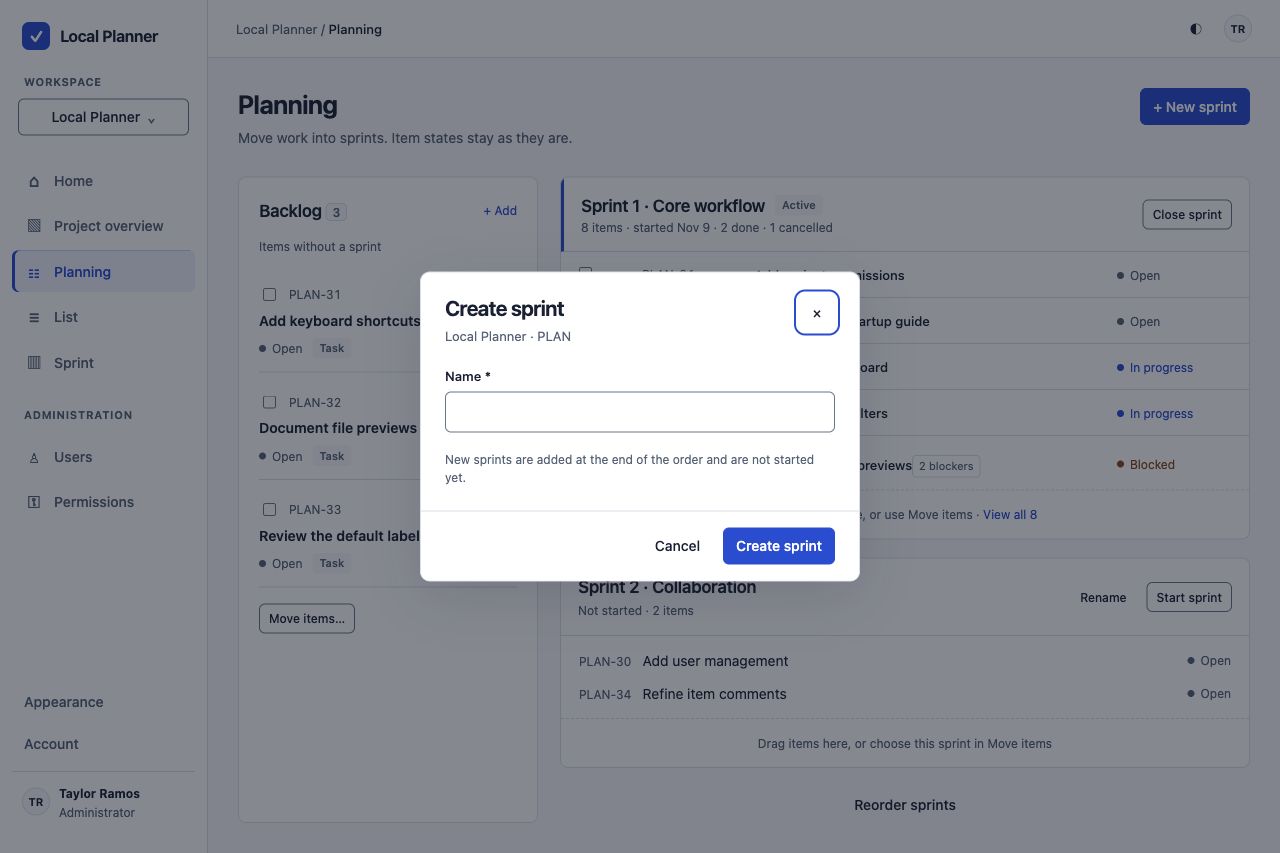 Local Planner
WORKSPACE
Local Planner
Home
Project overview
Planning
List
Sprint
ADMINISTRATION
Users
Permissions
Appearance
Account
TR
Taylor Ramos
Administrator
Local Planner / Planning
TR
Planning
Move work into sprints. Item states stay as they are.
+ New sprint
Backlog 3
+ Add
Items without a sprint
PLAN-31
Add keyboard shortcuts
Open Task
PLAN-32
Document file previews
Open Task
PLAN-33
Review the default label
Open Task
Move items...
Sprint 1 · Core workflow Active
8 items · started Nov 9 · 2 done · 1 cancelled
Close sprint
Open
Open
In progress
In progress
2 blockers
Blocked
or use Move items · View all 8
Create sprint
×
Local Planner · PLAN
Name *
New sprints are added at the end of the order and are not started
yet.
Cancel
Create sprint
Sprint 2 · Collaboration
Not started · 2 items
Rename
Start sprint
PLAN-30 Add user management Open
PLAN-34 Refine item comments Open
Drag items here, or choose this sprint in Move items
Reorder sprints